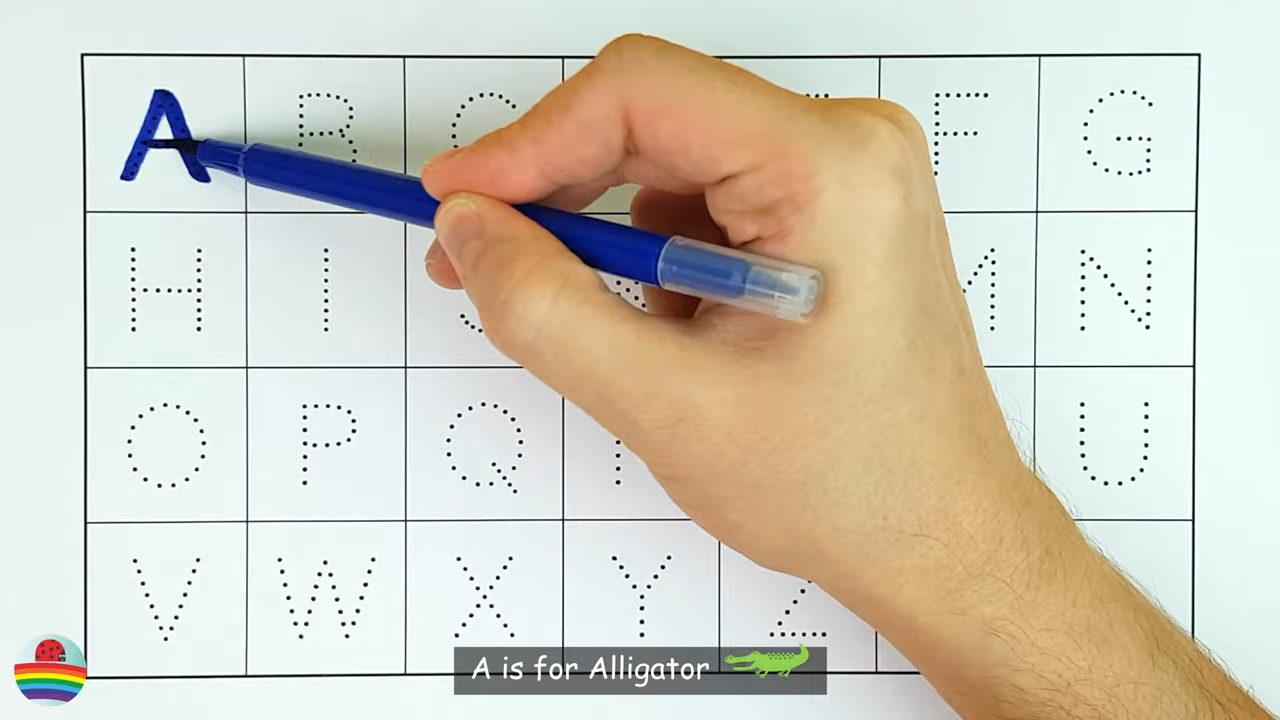 A B C F G
H I M N
O P Q U
V W X Y Z
A is for Alligator